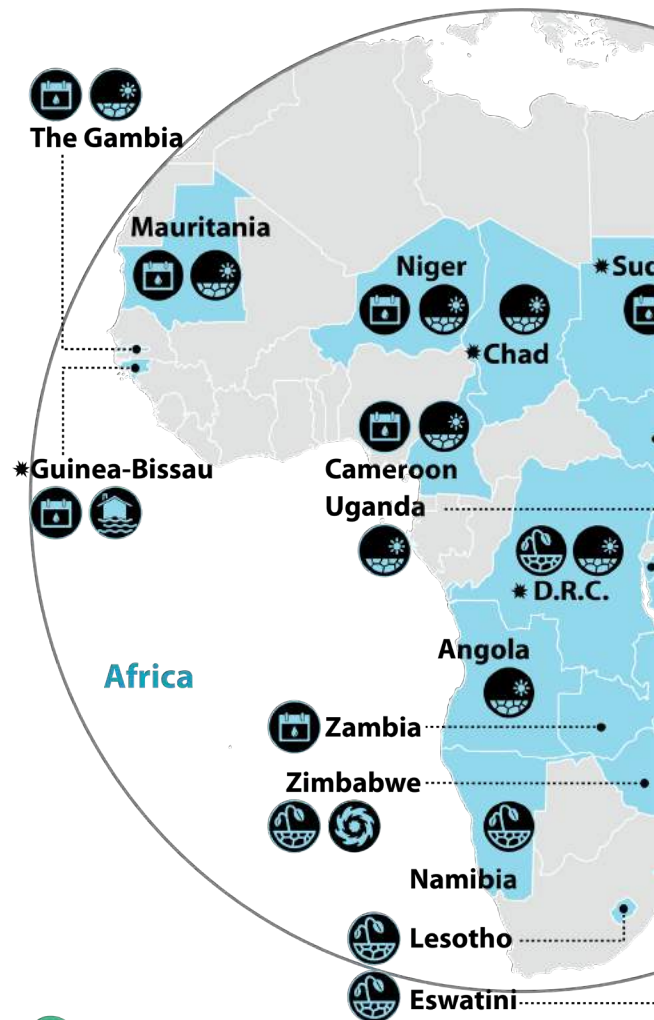 The Gambia
Mauritania
Niger
Chad
Guinea-Bissau
Cameroon
Uganda
D.R.C.
Angola
Africa
Zambia
Zimbabwe
Namibia
Lesotho
Eswatini